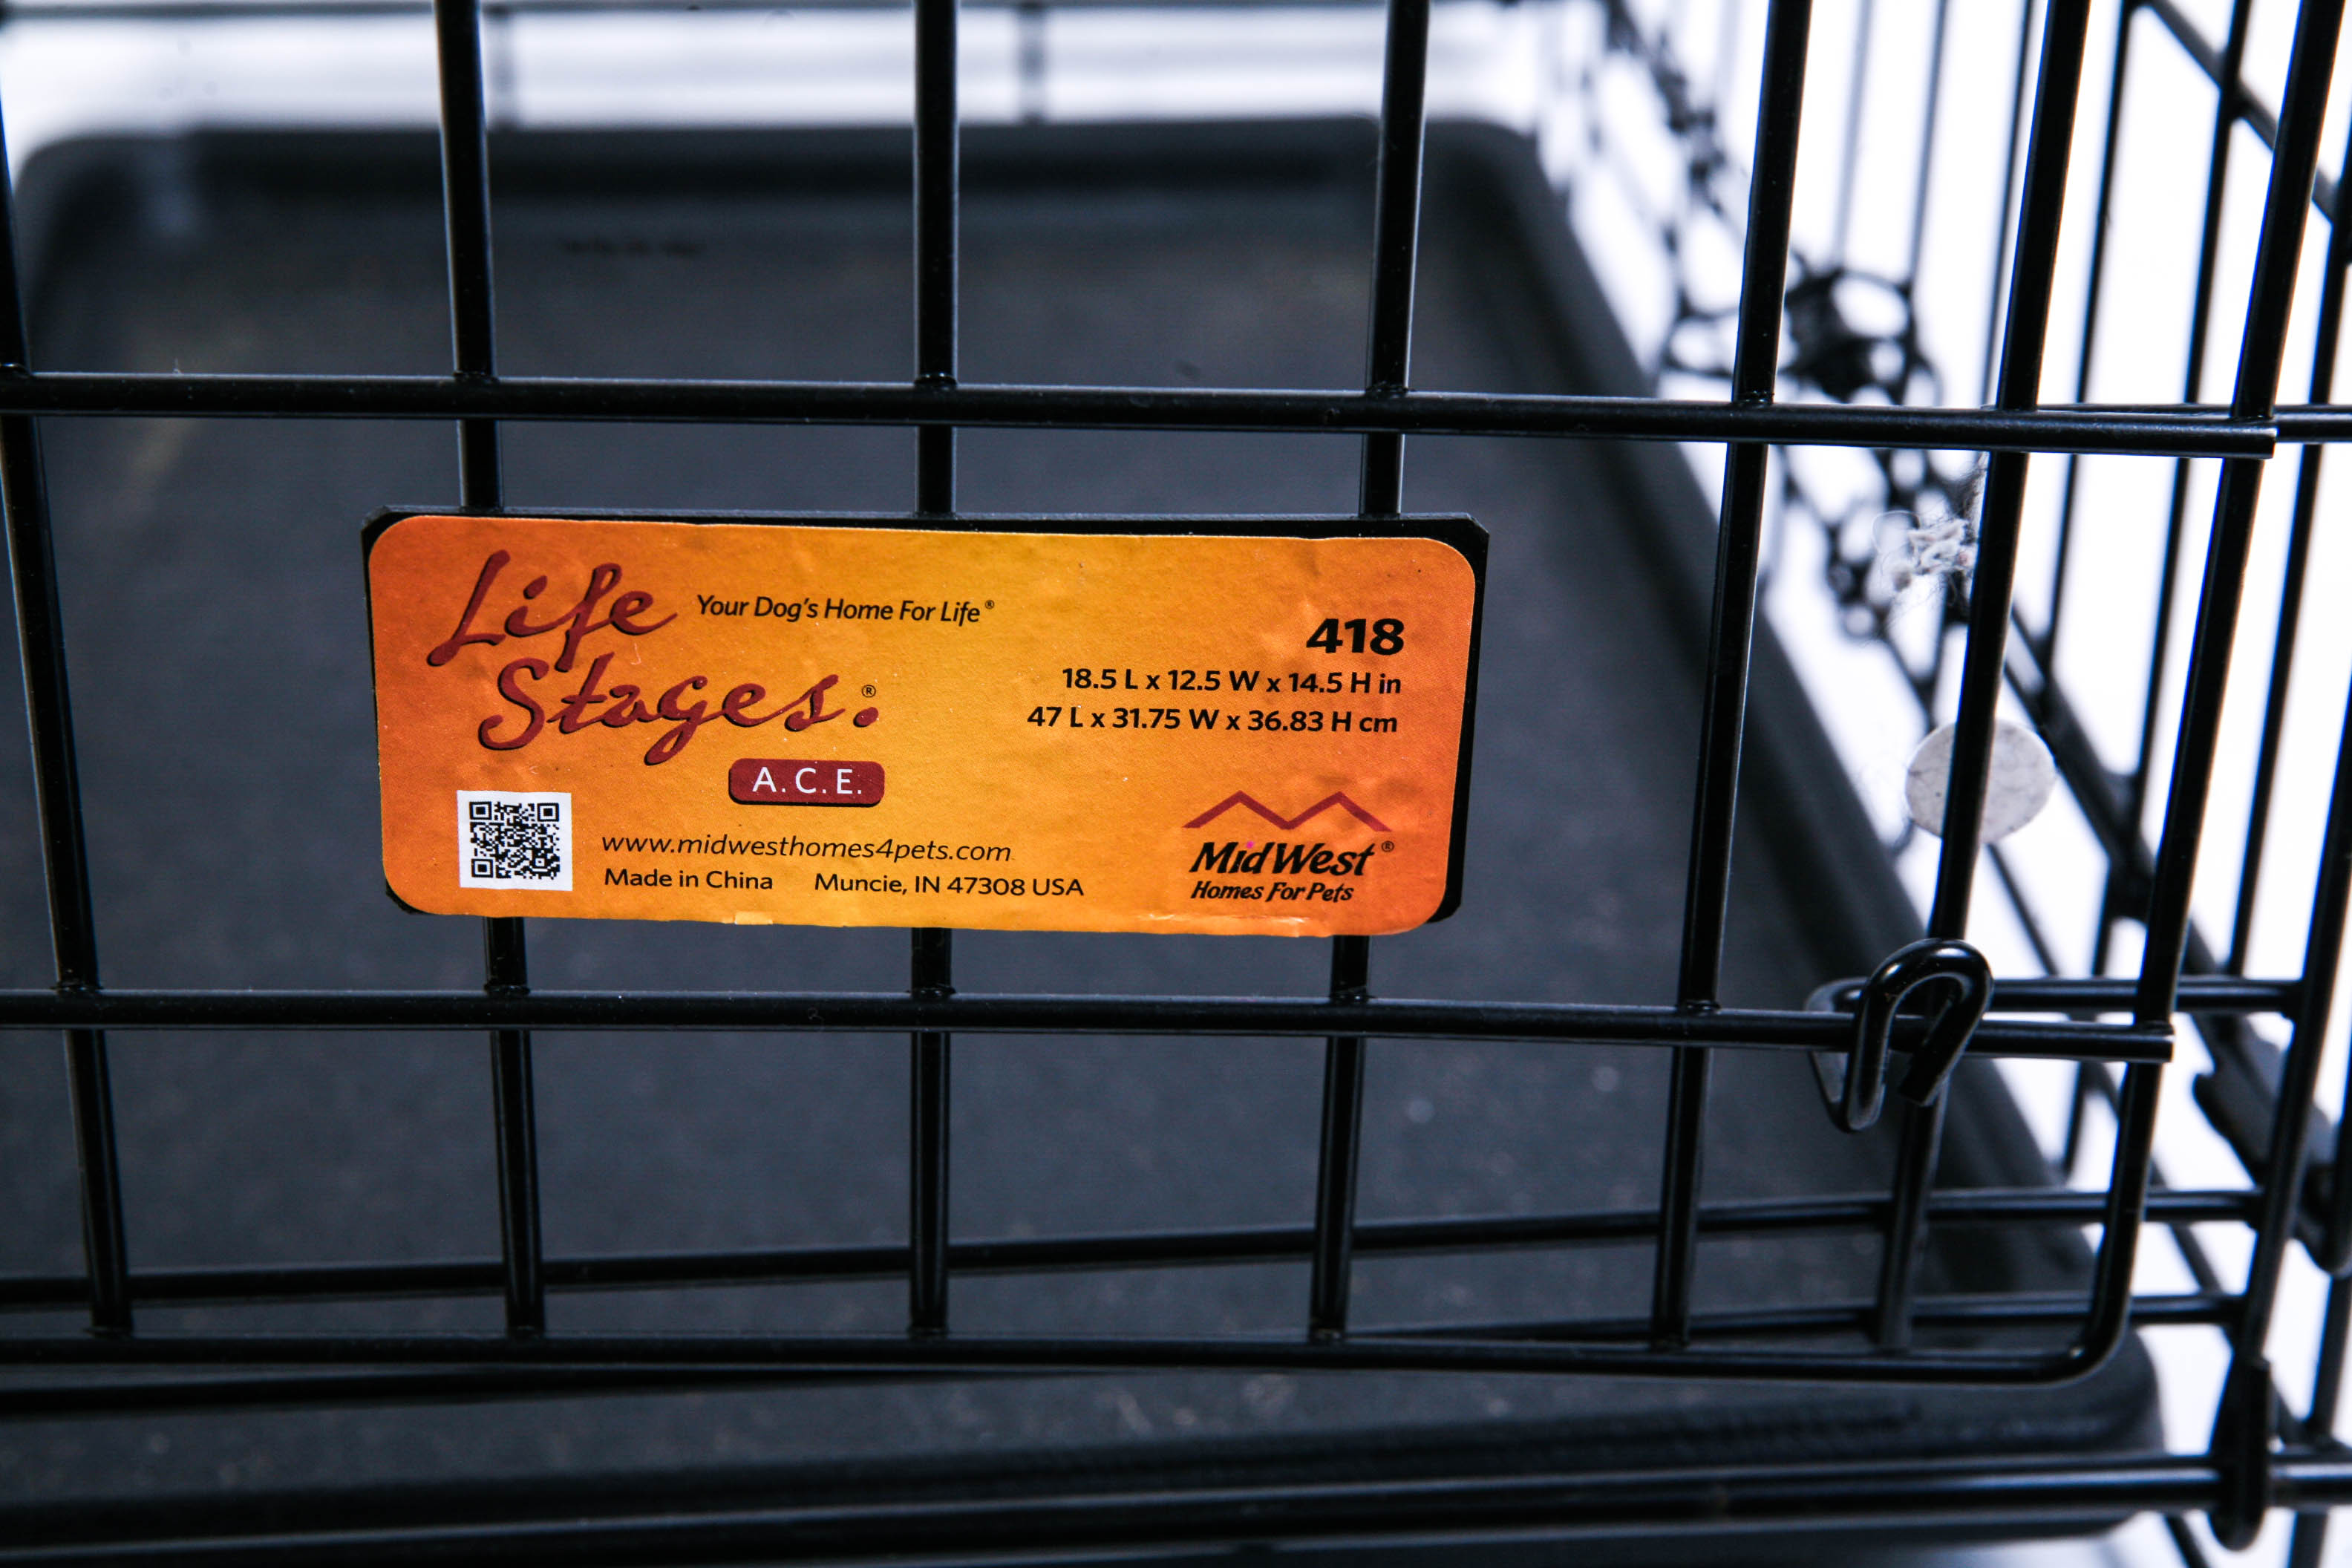 Life
Stages.®
Your Dog's Home For Life®
A.C.E.
418
18.5 L x 12.5 W x 14.5 H in
47 L x 31.75 W x 36.83 H cm
www.midwesthomes4pets.com
Made in China Muncie, IN 47308 USA
MidWest®
Homes For Pets